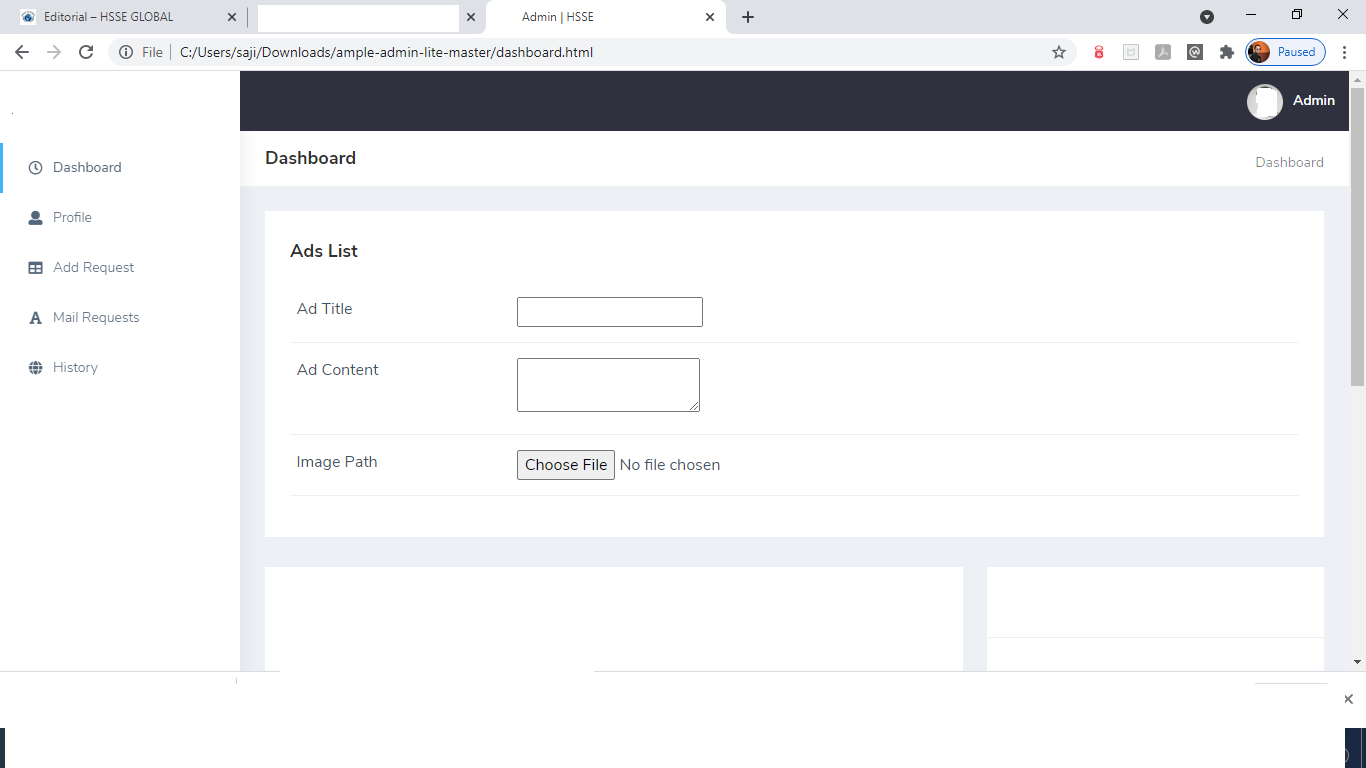 Editorial – HSSE GLOBAL
Admin | HSSE
File
C:/Users/saji/Downloads/ample-admin-lite-master/dashboard.html
Paused
Admin
Dashboard
Profile
Add Request
Mail Requests
History
Dashboard
Dashboard
Ads List
Ad Title
Ad Content
Image Path
Choose File No file chosen